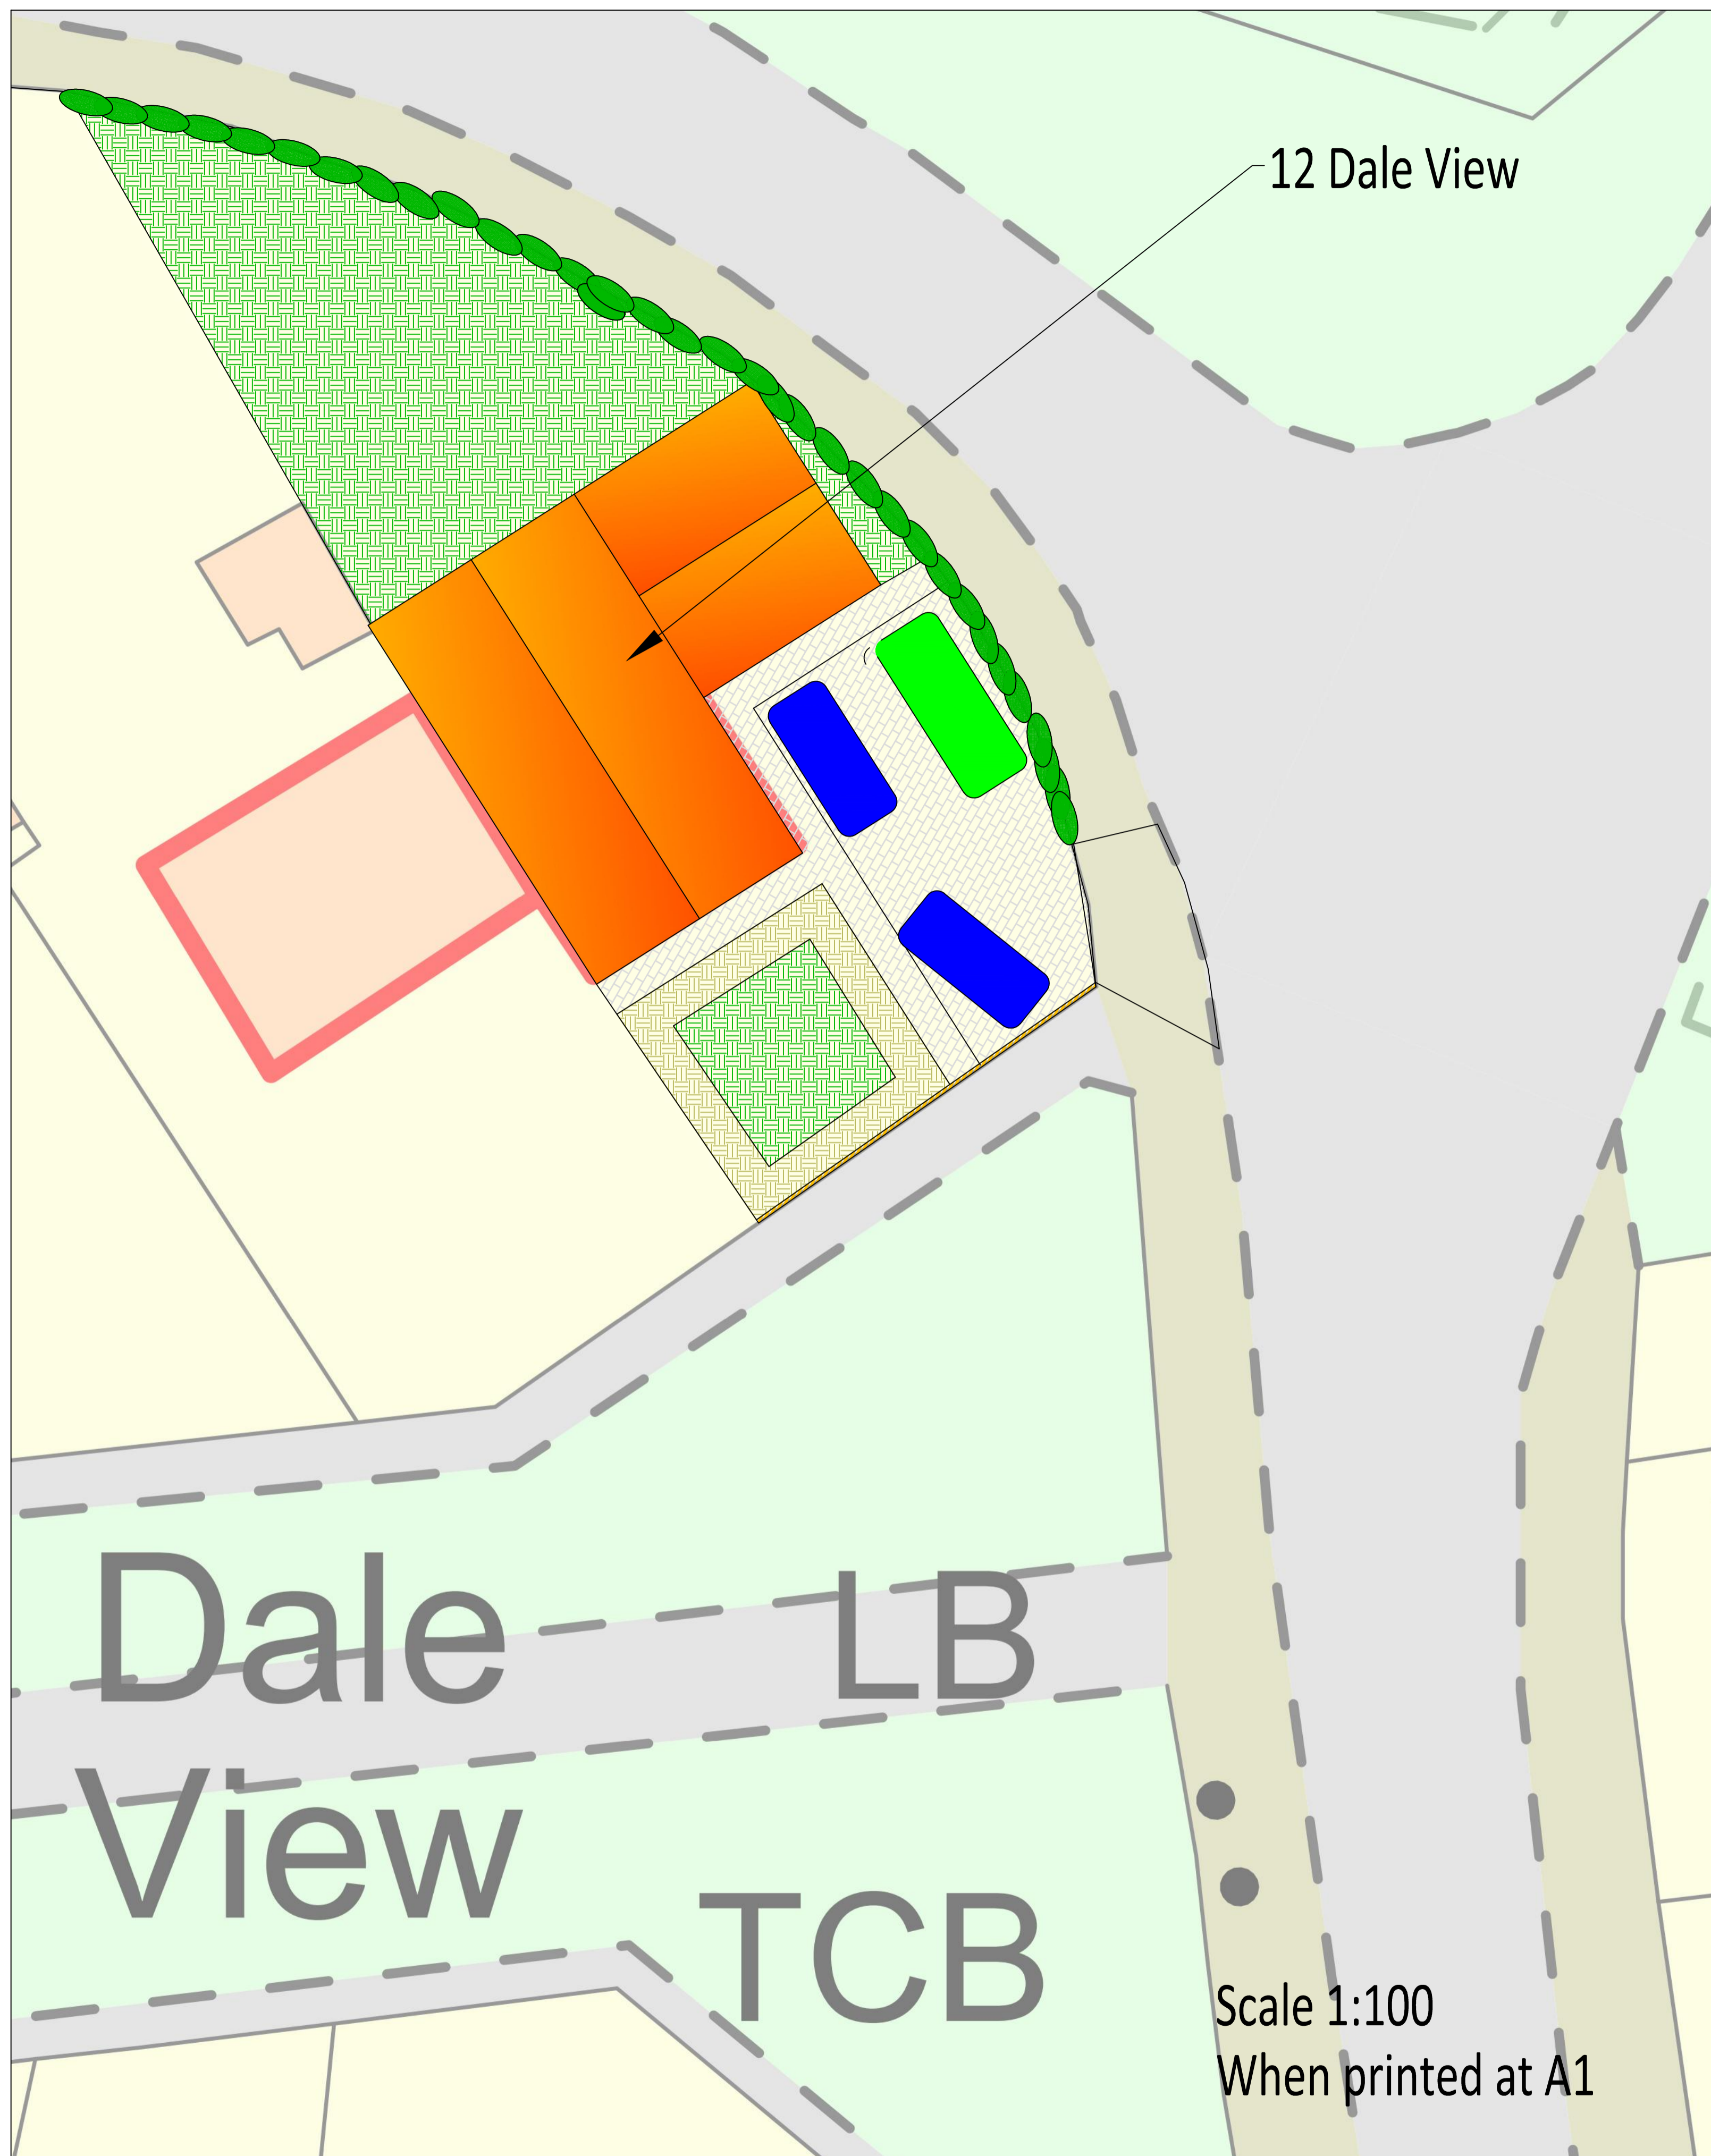 12 Dale View
Dale
LB
View
TCB
Scale 1:100
When printed at A1